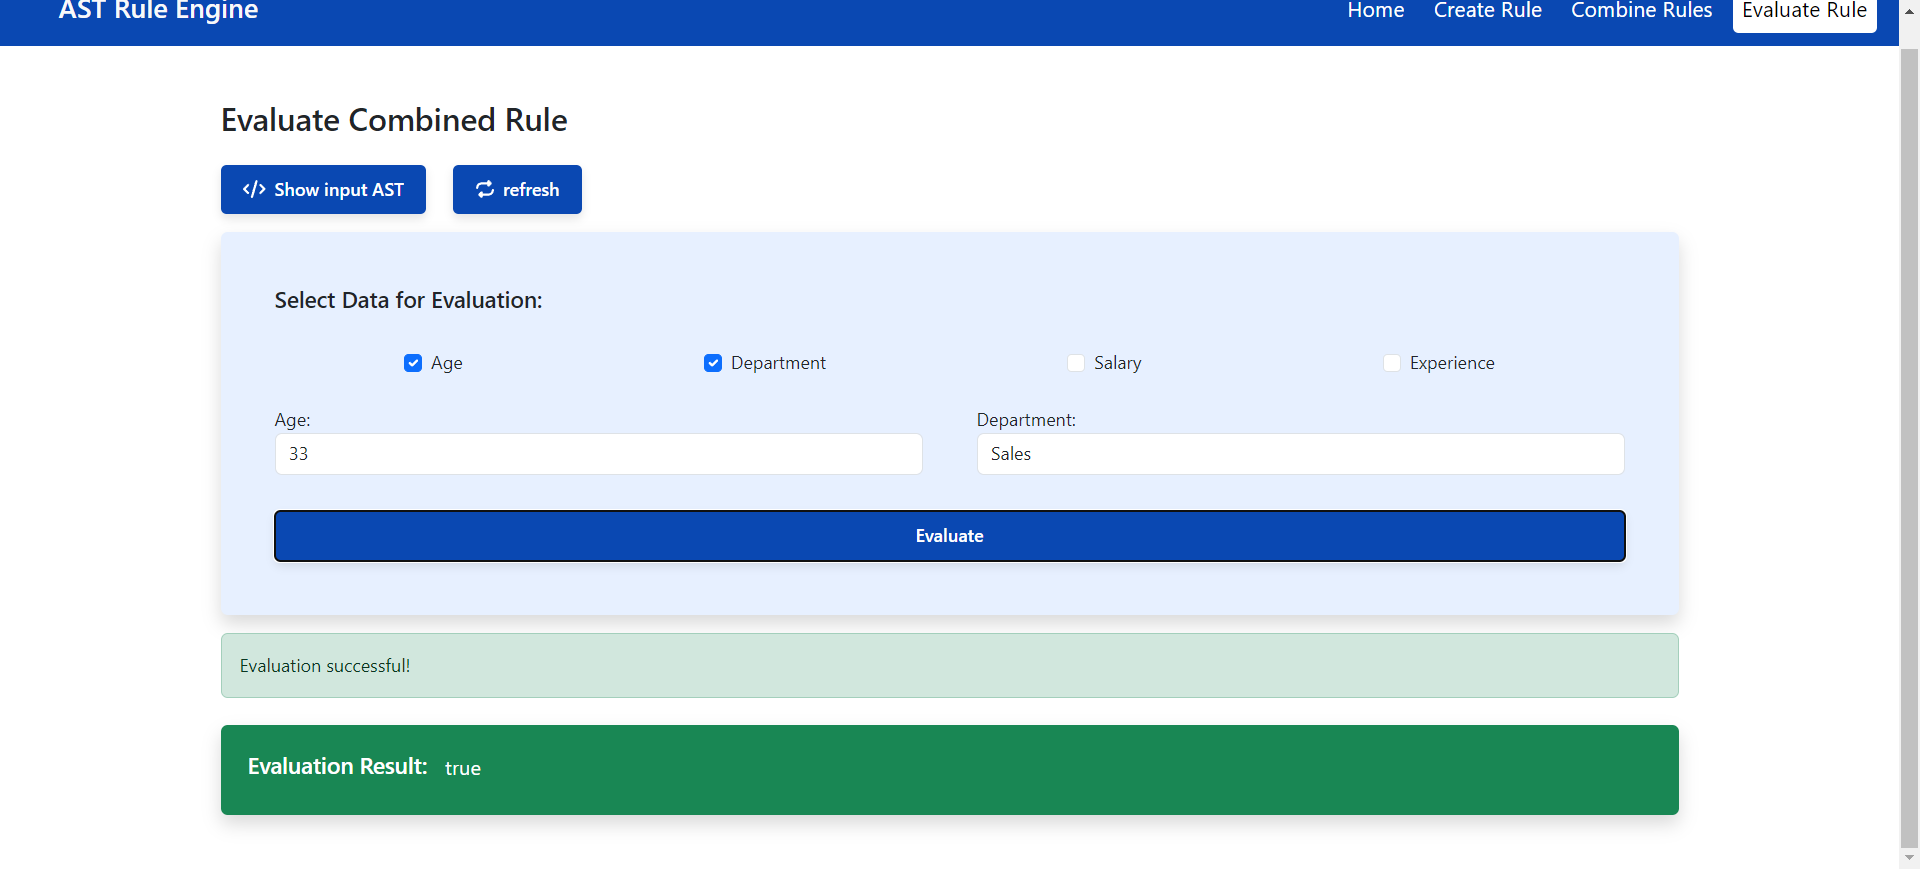 AST Rule Engine
Home Create Rule Combine Rules Evaluate Rule
Evaluate Combined Rule
</> Show input AST refresh
Select Data for Evaluation:
Age Department Salary Experience
Age: Department:
33 Sales
Evaluate
Evaluation successful!
Evaluation Result: true